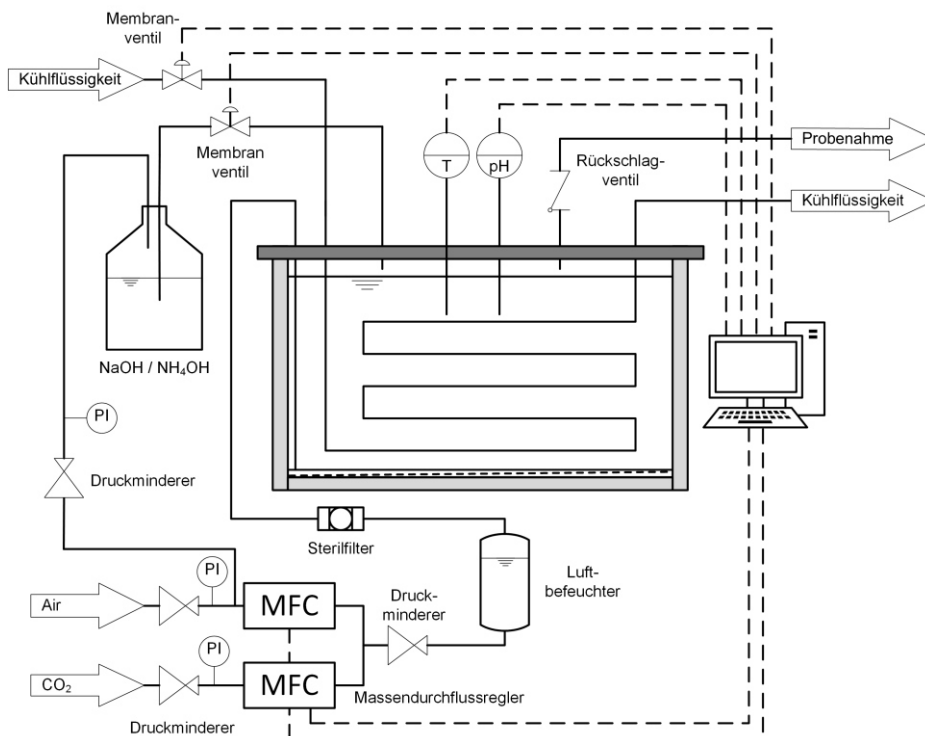 Membran-
ventil
Kühlflüssigkeit
Membran
ventil
T
pH
Rückschlag-
ventil
Probenahme
Kühlflüssigkeit
NaOH / NH₄OH
PI
Druckminderer
Sterilfilter
Luft-
befeuchter
Druck-
minderer
PI
Air
MFC
PI
CO₂
MFC
Massendurchflussregler
Druckminderer